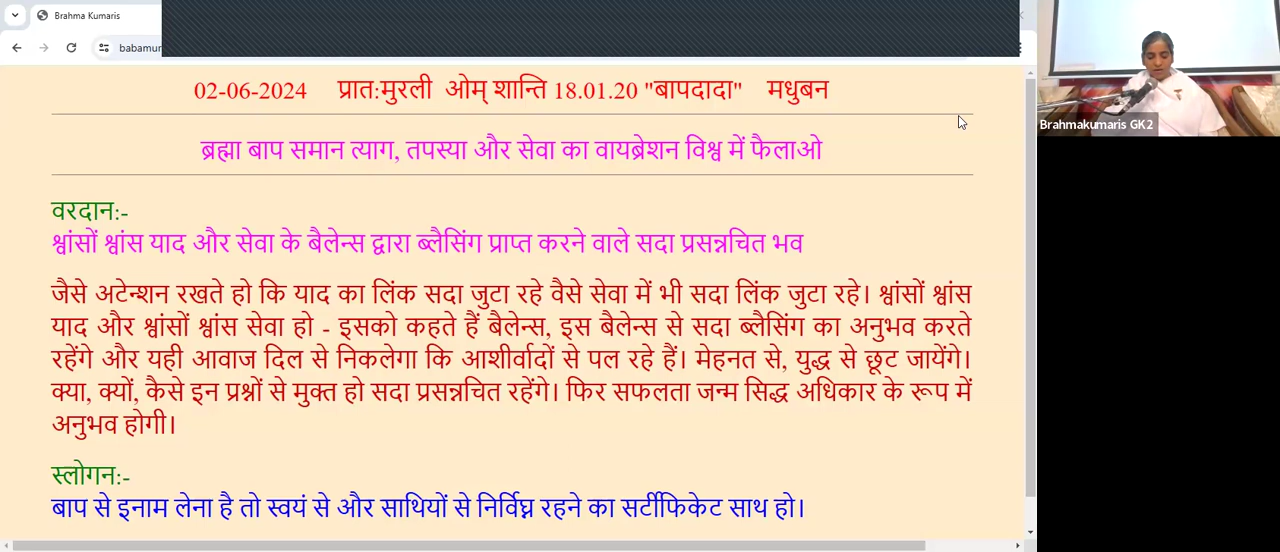 Brahma Kumaris
babamur
02-06-2024 प्रात:मुरली ओम् शान्ति 18.01.20 "बापदादा" मधुबन
ब्रह्मा बाप समान त्याग, तपस्या और सेवा का वायब्रेशन विश्व में फैलाओ
वरदान:-
श्वांसों श्वांस याद और सेवा के बैलेन्स द्वारा ब्लैसिंग प्राप्त करने वाले सदा प्रसन्नचित भव
जैसे अटेन्शन रखते हो कि याद का लिंक सदा जुटा रहे वैसे सेवा में भी सदा लिंक जुटा रहे। श्वांसों श्वांस
याद और श्वांसों श्वांस सेवा हो - इसको कहते हैं बैलेन्स, इस बैलेन्स से सदा ब्लैसिंग का अनुभव करते
रहेंगे और यही आवाज दिल से निकलेगा कि आशीर्वादों से पल रहे हैं। मेहनत से, युद्ध से छूट जायेंगे।
क्या, क्यों, कैसे इन प्रश्नों से मुक्त हो सदा प्रसन्नचित रहेंगे। फिर सफलता जन्म सिद्ध अधिकार के रूप में
अनुभव होगी।
स्लोगन:-
बाप से इनाम लेना है तो स्वयं से और साथियों से निर्विघ्न रहने का सर्टीफिकेट साथ हो।
Brahmakumaris GK2